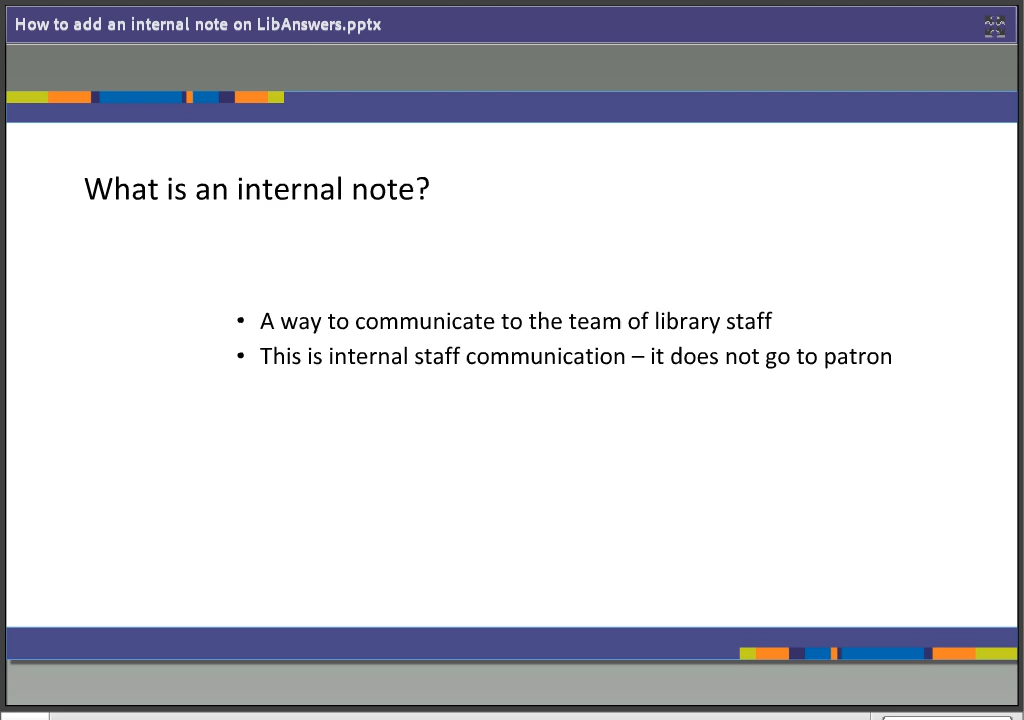 How to add an internal note on LibAnswers.pptx
What is an internal note?
• A way to communicate to the team of library staff
• This is internal staff communication – it does not go to patron